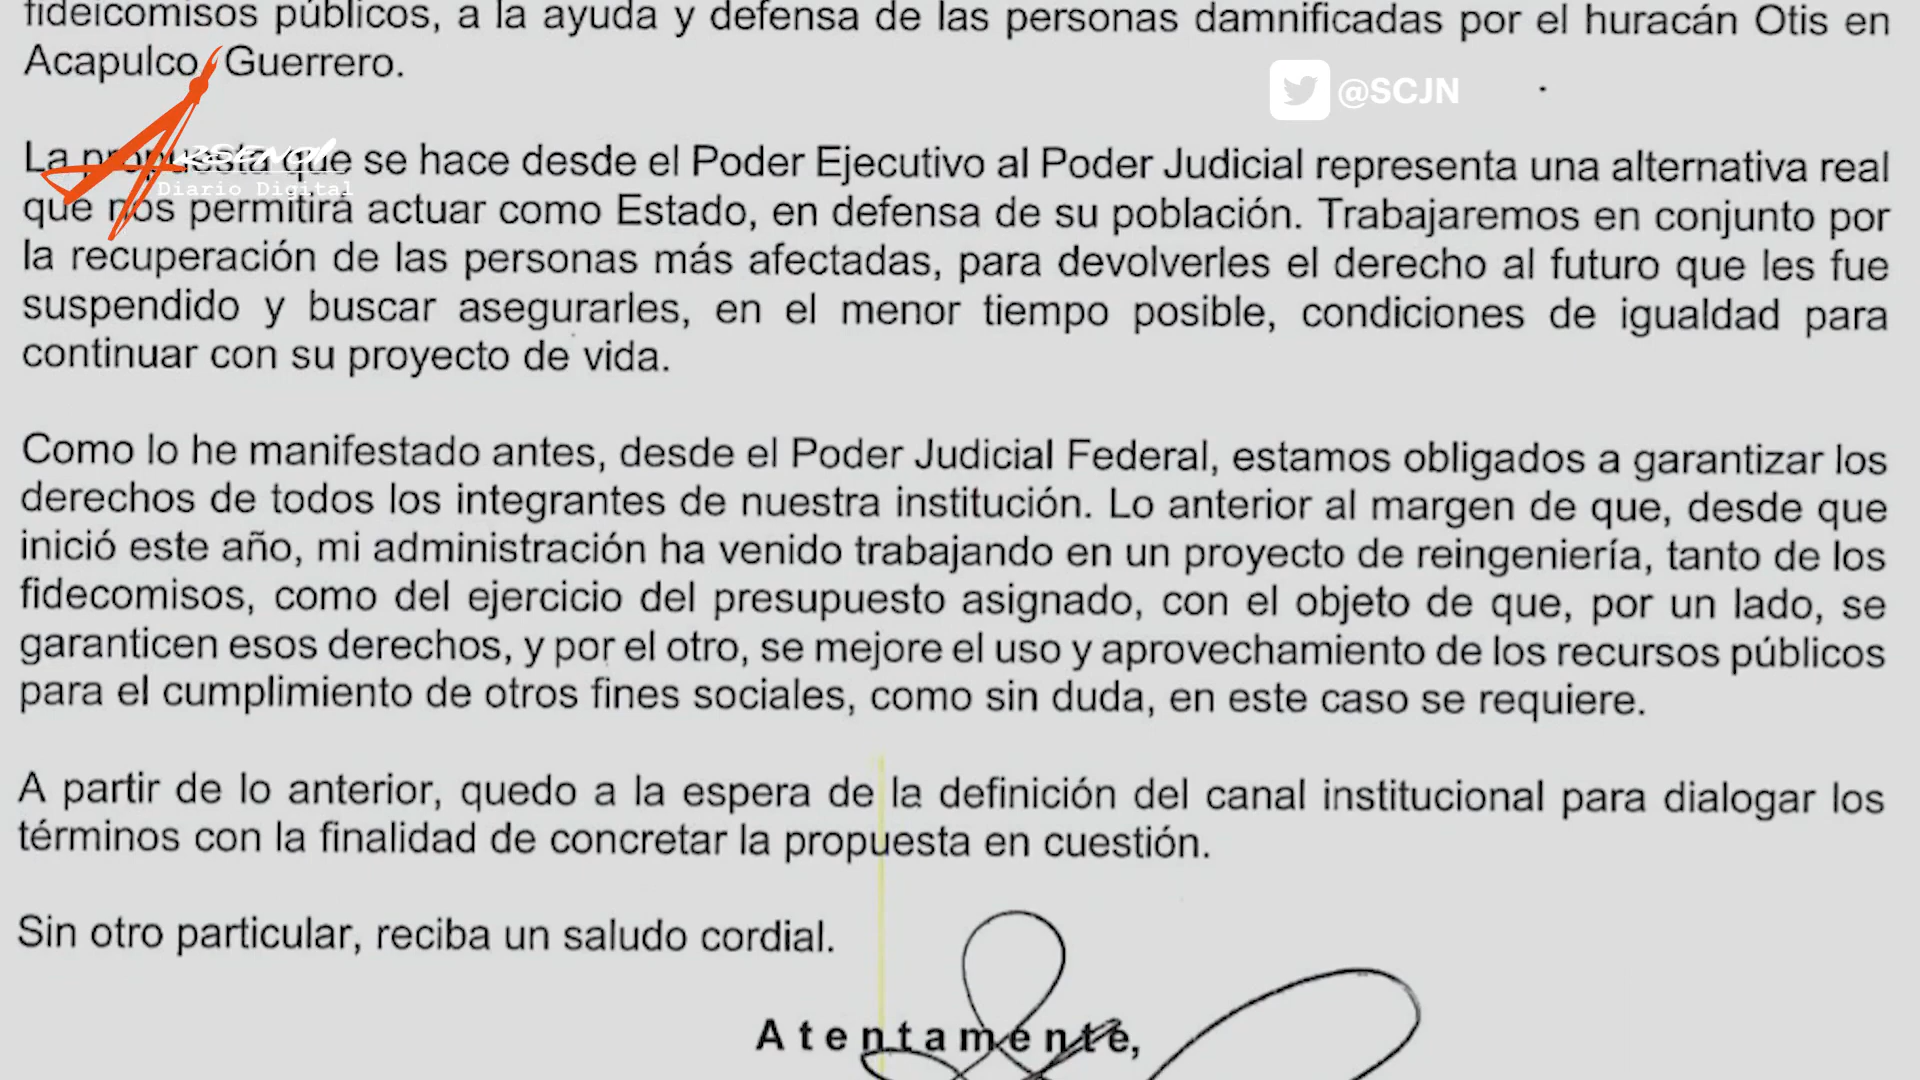 fideicomisos públicos, a la ayuda y defensa de las personas damnificadas por el huracán Otis en
Acapulco, Guerrero.
@SCJN
ARSENAL
Diario Digital
La propuesta que se hace desde el Poder Ejecutivo al Poder Judicial representa una alternativa real
que nos permitirá actuar como Estado, en defensa de su población. Trabajaremos en conjunto por
la recuperación de las personas más afectadas, para devolverles el derecho al futuro que les fue
suspendido y buscar asegurarles, en el menor tiempo posible, condiciones de igualdad para
continuar con su proyecto de vida.
Como lo he manifestado antes, desde el Poder Judicial Federal, estamos obligados a garantizar los
derechos de todos los integrantes de nuestra institución. Lo anterior al margen de que, desde que
inició este año, mi administración ha venido trabajando en un proyecto de reingeniería, tanto de los
fidecomisos, como del ejercicio del presupuesto asignado, con el objeto de que, por un lado, se
garanticen esos derechos, y por el otro, se mejore el uso y aprovechamiento de los recursos públicos
para el cumplimiento de otros fines sociales, como sin duda, en este caso se requiere.
A partir de lo anterior, quedo a la espera de la definición del canal institucional para dialogar los
términos con la finalidad de concretar la propuesta en cuestión.
Sin otro particular, reciba un saludo cordial.
Atentamente,